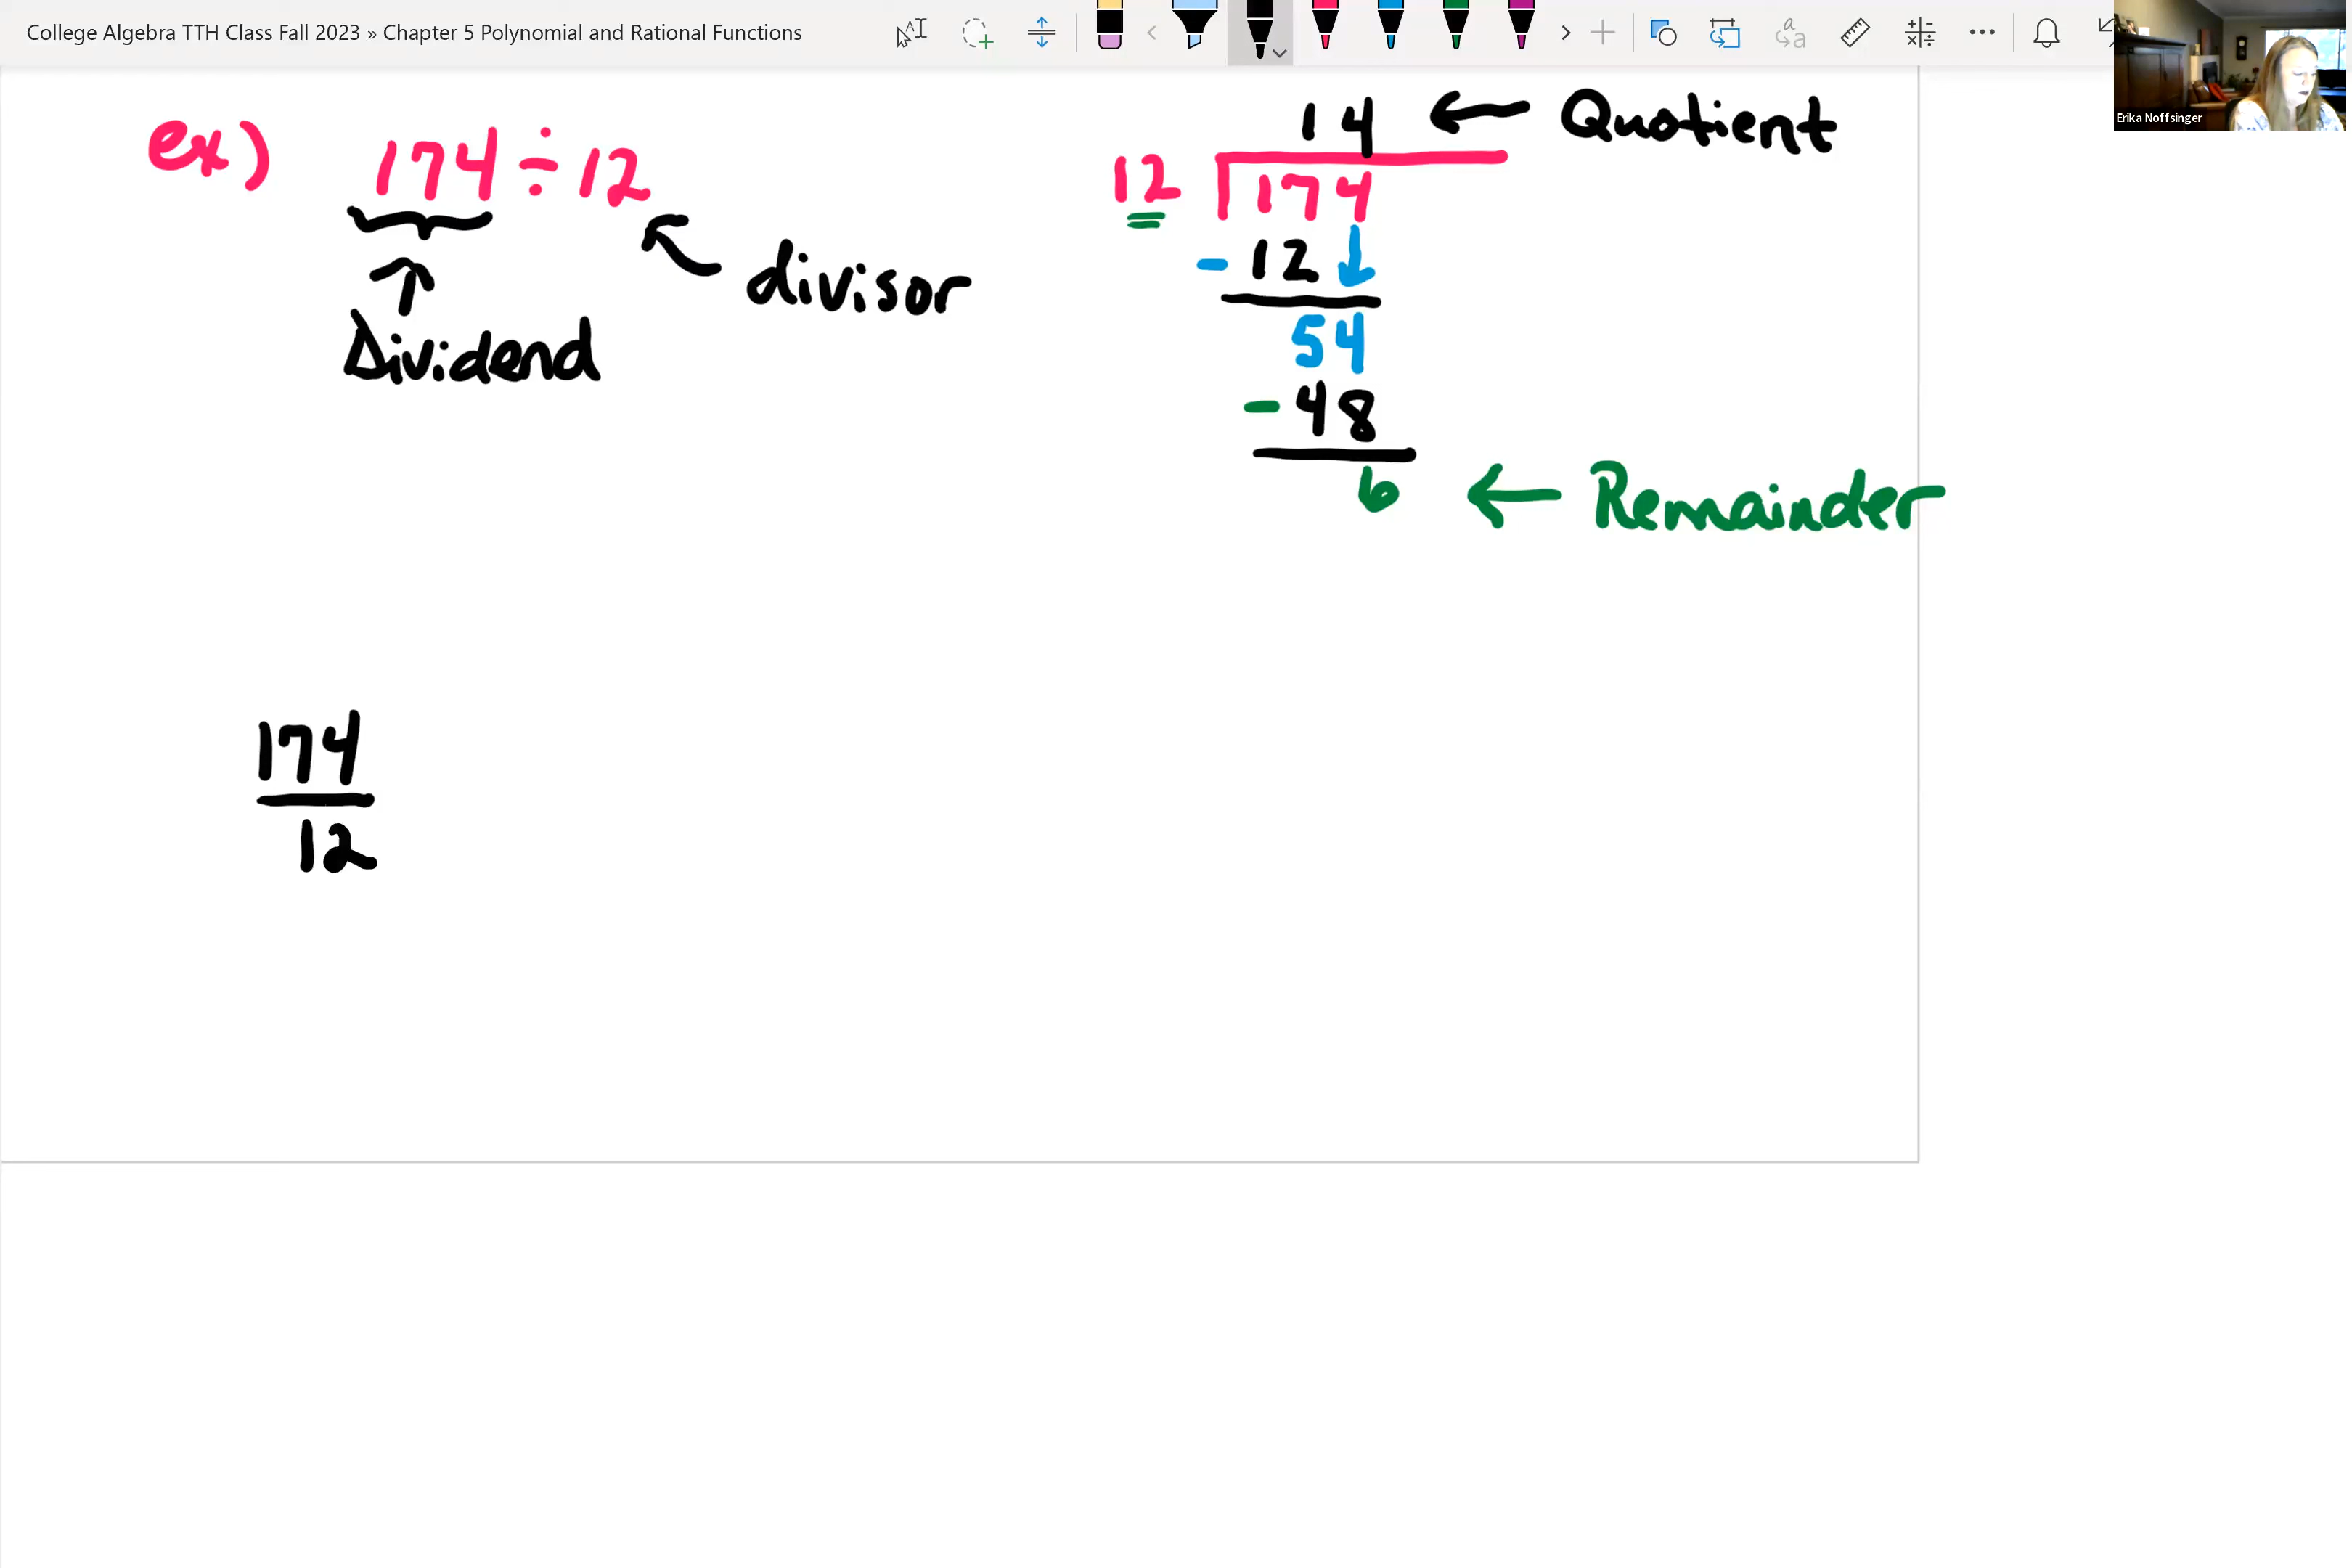 College Algebra TTH Class Fall 2023 » Chapter 5 Polynomial and Rational Functions
Erika Noffsinger
ex) 174 ÷ 12
divisor
Dividend
14 ← Quotient
12 174
- 12 ↓
54
- 48
6 ← Remainder
174
12